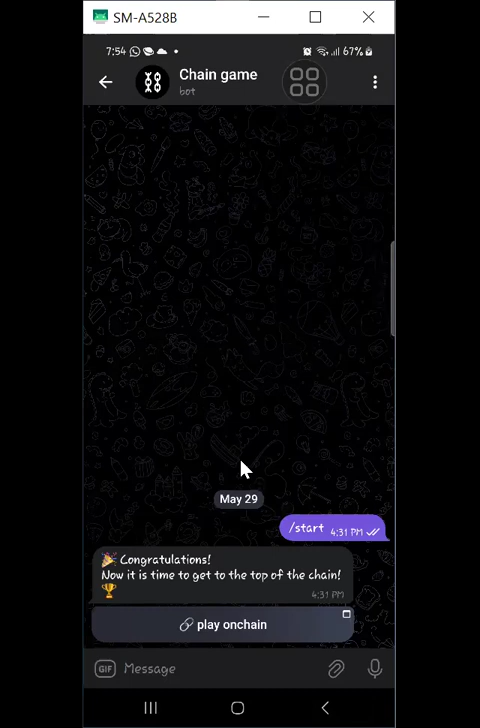 SM-A528B
7:54
67%
Chain game
bot
May 29
/start 4:31 PM
🎉 Congratulations!
Now it is time to get to the top of the chain!
🏆
4:31 PM
🔗 play onchain
GIF Message